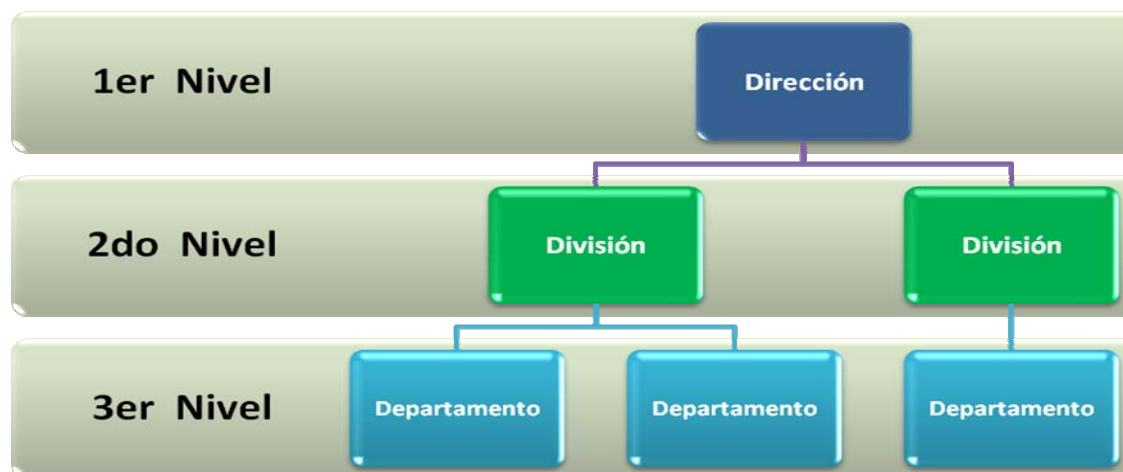 1er Nivel
Dirección
2do Nivel
División
División
3er Nivel
Departamento
Departamento
Departamento